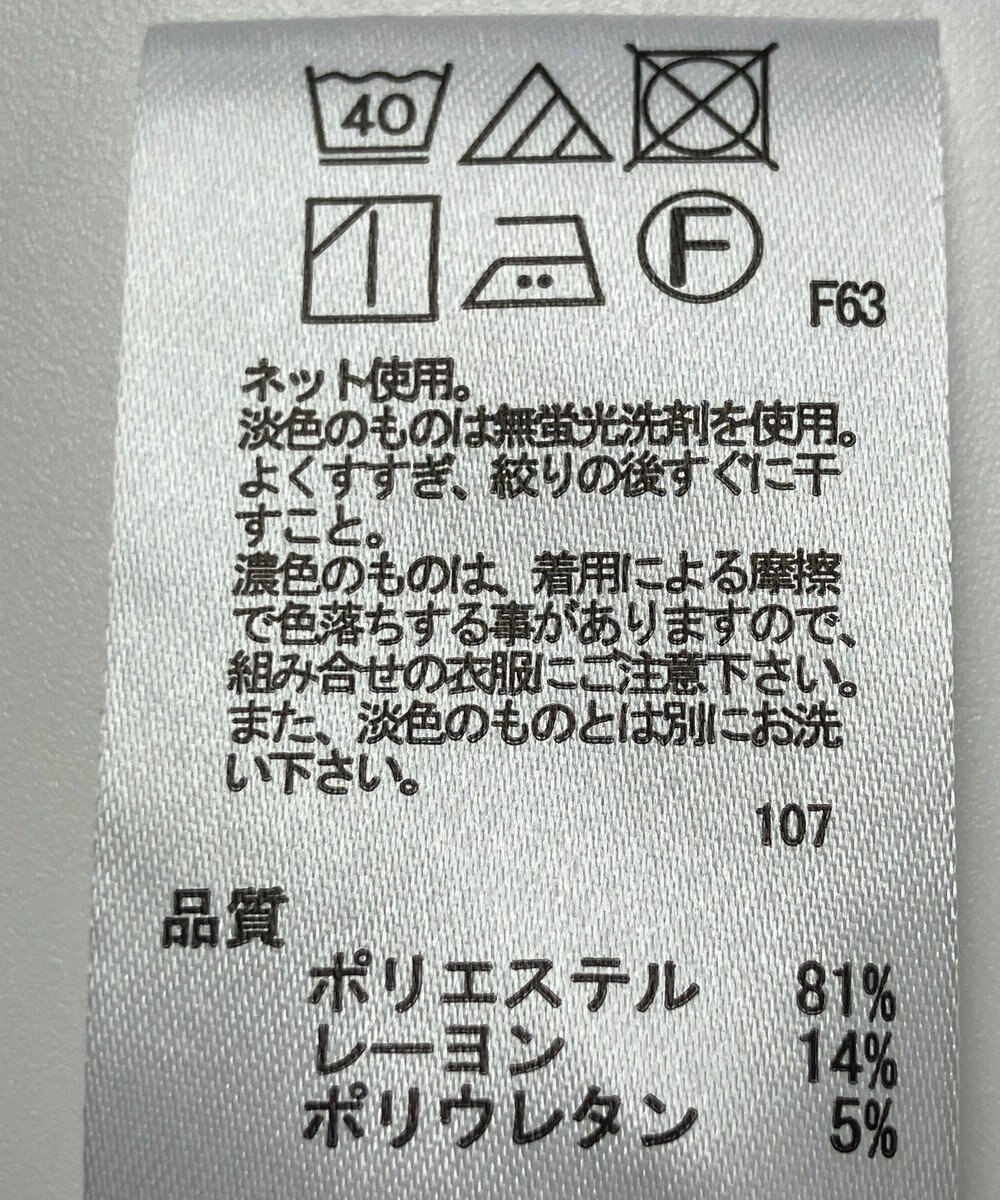 40
F
F63
ネット使用。
淡色のものは無蛍光洗剤を使用。
よくすすぎ、絞りの後すぐに干
すこと。
濃色のものは、着用による摩擦
で色落ちする事がありますので、
組み合せの衣服にご注意下さい。
また、淡色のものとは別にお洗
い下さい。
107
品質
ポリエステル 81%
レーヨン 14%
ポリウレタン 5%